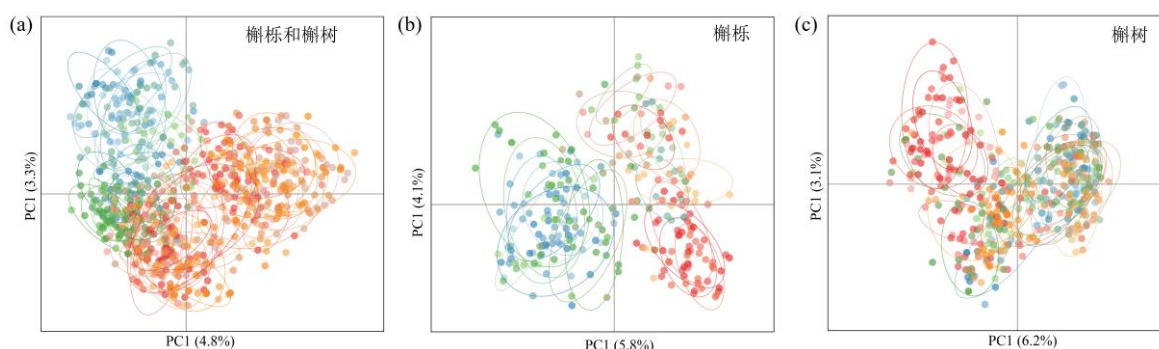 (a)
槲栎和槲树
PC1 (3.3%)
PC1 (4.8%)
(b)
槲栎
PC1 (4.1%)
PC1 (5.8%)
(c)
槲树
PC1 (3.1%)
PC1 (6.2%)